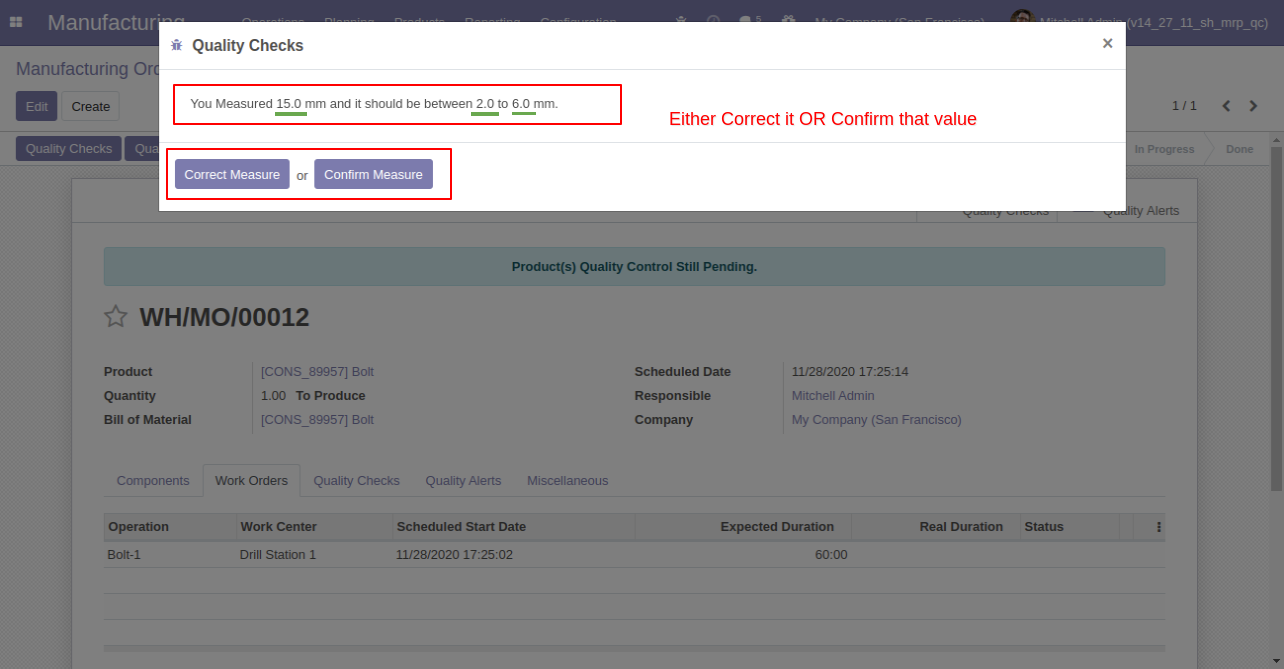 Manufacturing
Operations Planning Products Reporting Configuration 5 My Company (San Francisco) Mitchell Admin (v14_27_11_sh_mrp_qc)
Quality Checks ×
Manufacturing Ord
You Measured 15.0 mm and it should be between 2.0 to 6.0 mm.
Either Correct it OR Confirm that value
Edit Create
1 / 1
Quality Checks Qua
In Progress Done
Correct Measure or Confirm Measure
Quality Checks Quality Alerts
Product(s) Quality Control Still Pending.
WH/MO/00012
Product [CONS_89957] Bolt Scheduled Date 11/28/2020 17:25:14
Quantity 1.00 To Produce Responsible Mitchell Admin
Bill of Material [CONS_89957] Bolt Company My Company (San Francisco)
Components Work Orders Quality Checks Quality Alerts Miscellaneous
Operation Work Center Scheduled Start Date Expected Duration Real Duration Status
Bolt-1 Drill Station 1 11/28/2020 17:25:02 60:00